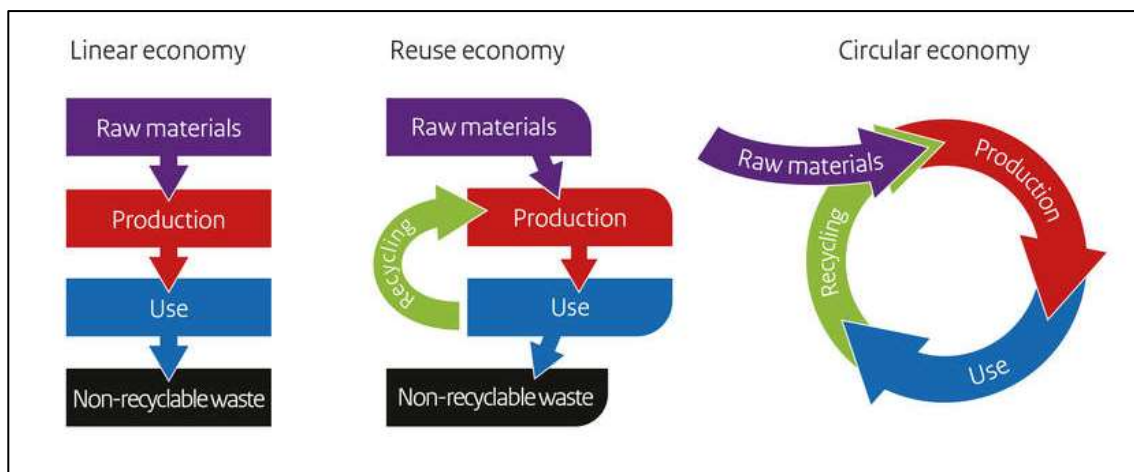 Linear economy
Raw materials
Production
Use
Non-recyclable waste
Reuse economy
Raw materials
Production
Recycling
Use
Non-recyclable waste
Circular economy
Raw materials
Production
Use
Recycling